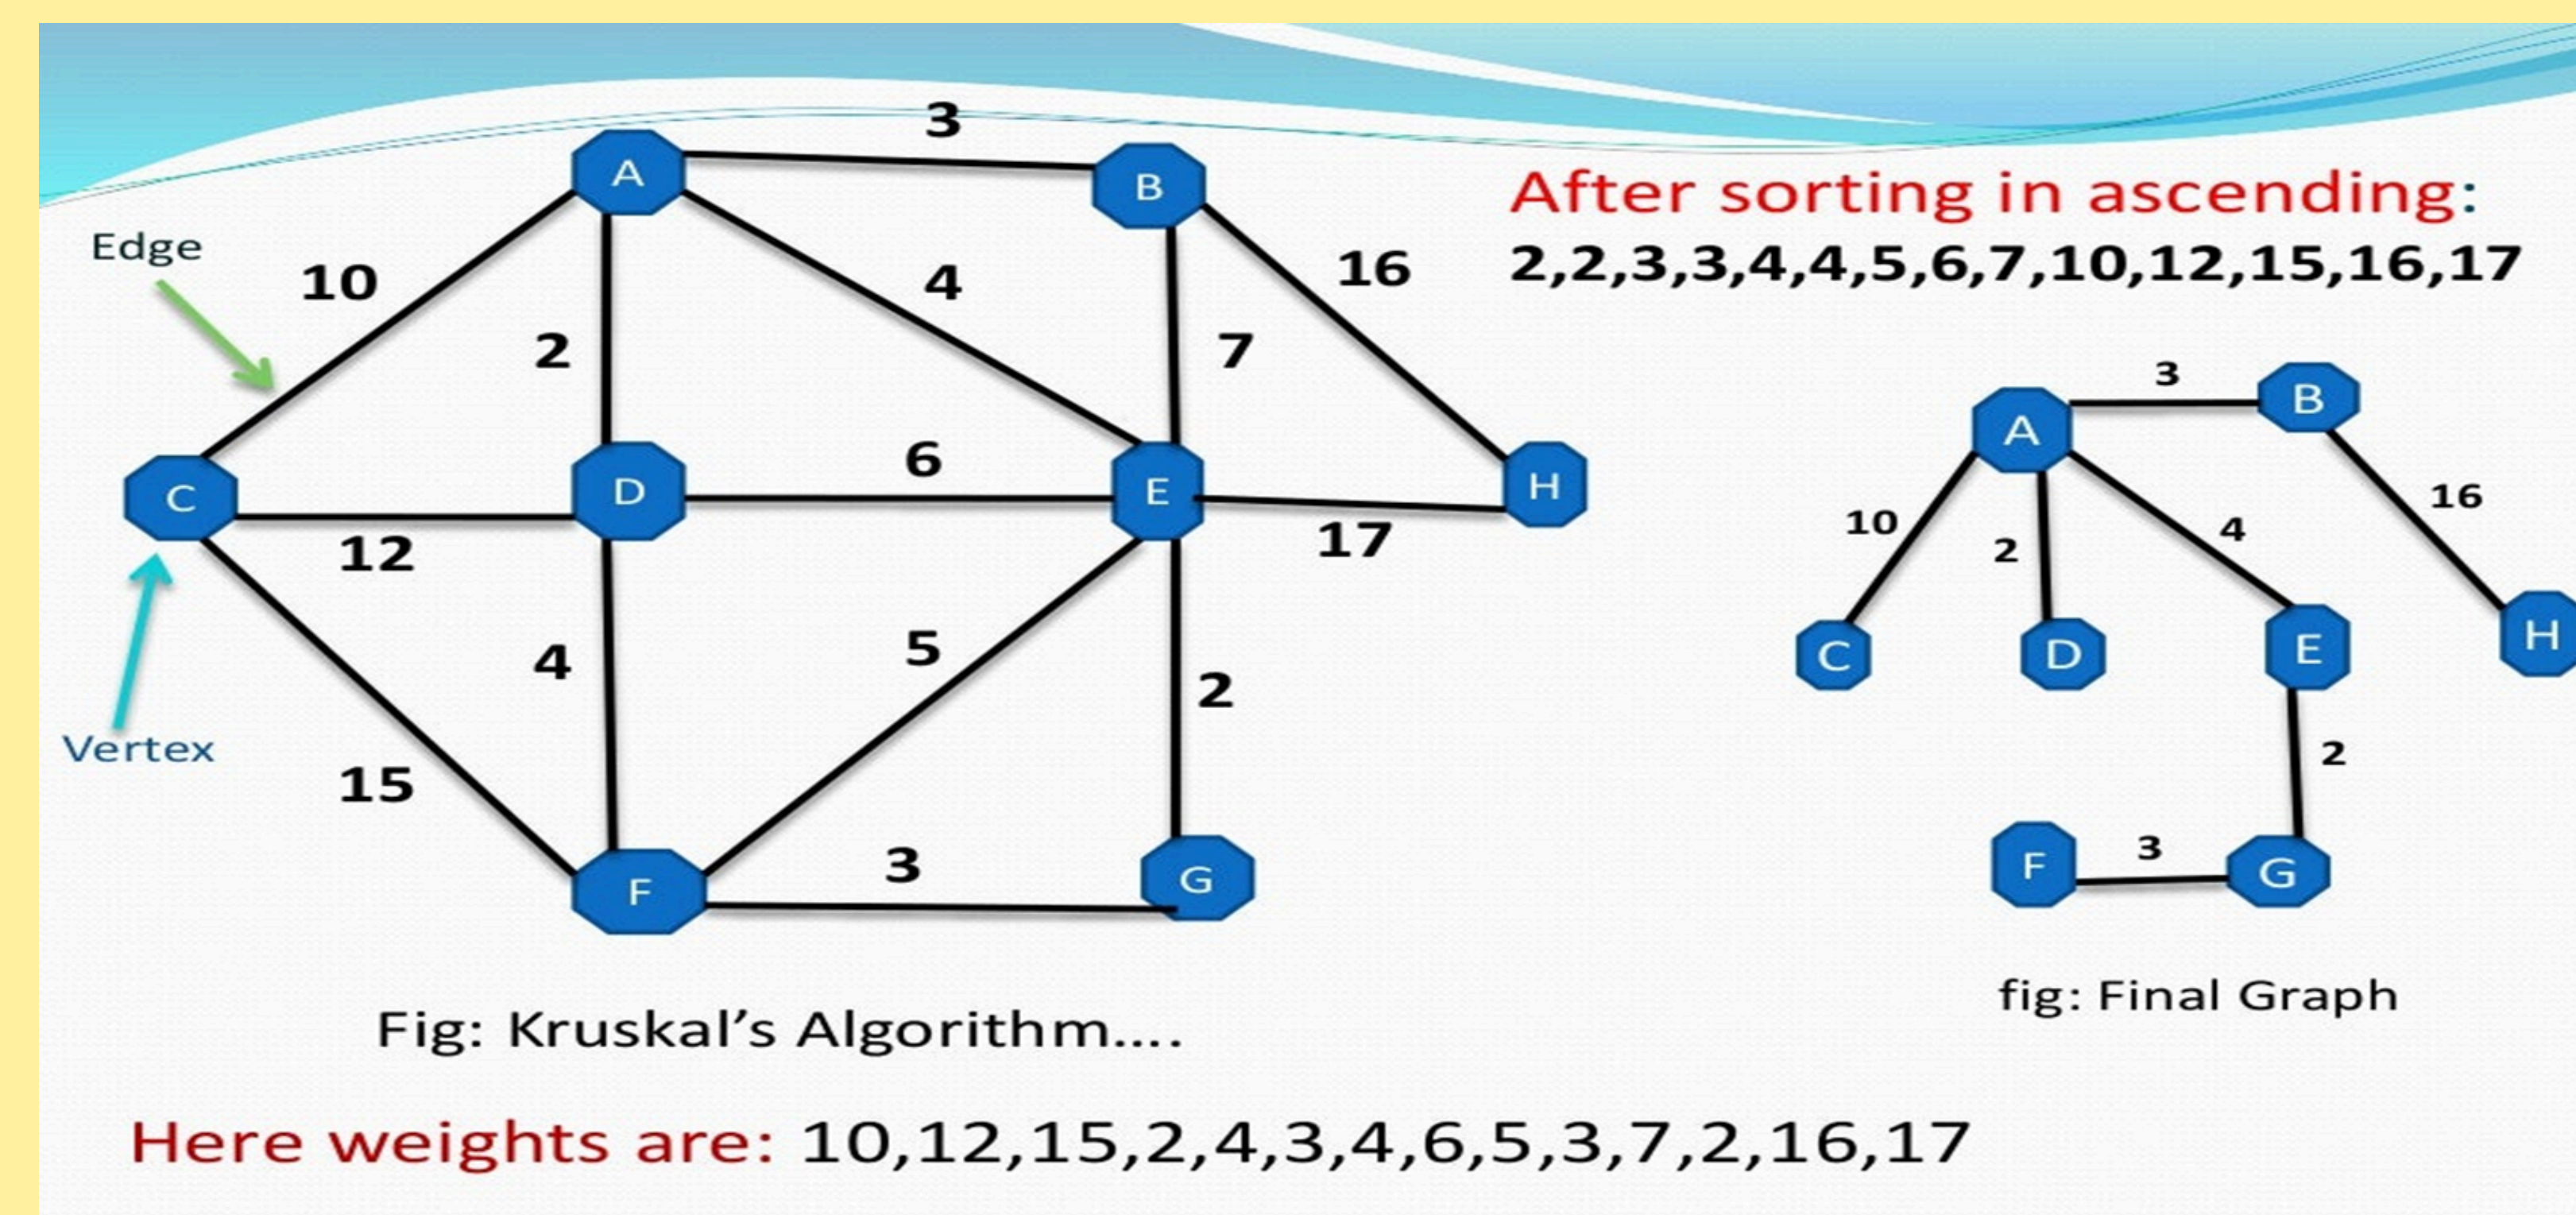 3
A
B
After sorting in ascending:
Edge
10
4
16
2,2,3,3,4,4,5,6,7,10,12,15,16,17
2
7
3
A
B
6
C
D
E
H
10
2
4
16
12
17
4
5
2
C
D
E
H
Vertex
15
2
F
3
G
F
3
G
fig: Final Graph
Fig: Kruskal’s Algorithm....
Here weights are: 10,12,15,2,4,3,4,6,5,3,7,2,16,17